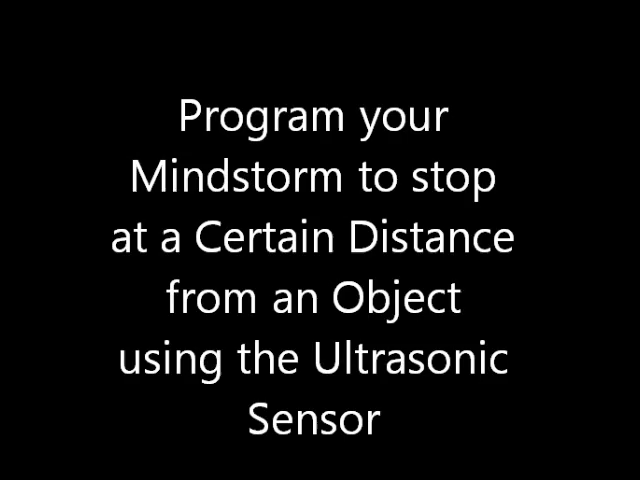 Program your
Mindstorm to stop
at a Certain Distance
from an Object
using the Ultrasonic
Sensor